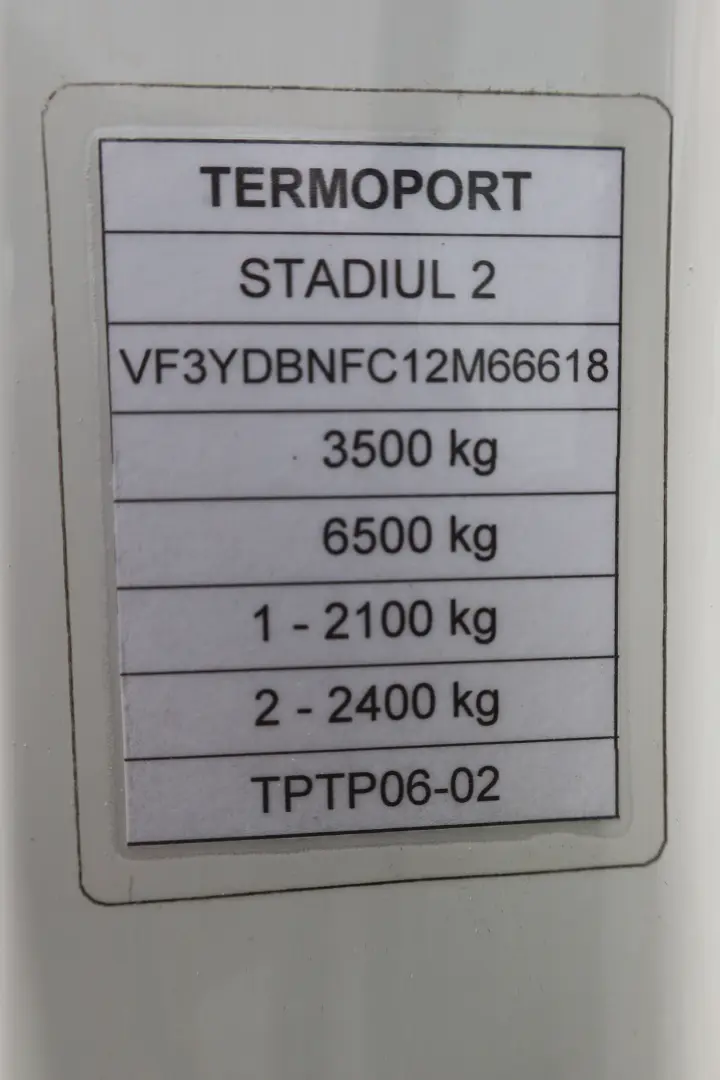 TERMOPORT
STADIUL 2
VF3YDBNFC12M66618
3500 kg
6500 kg
1 - 2100 kg
2 - 2400 kg
TPTP06-02